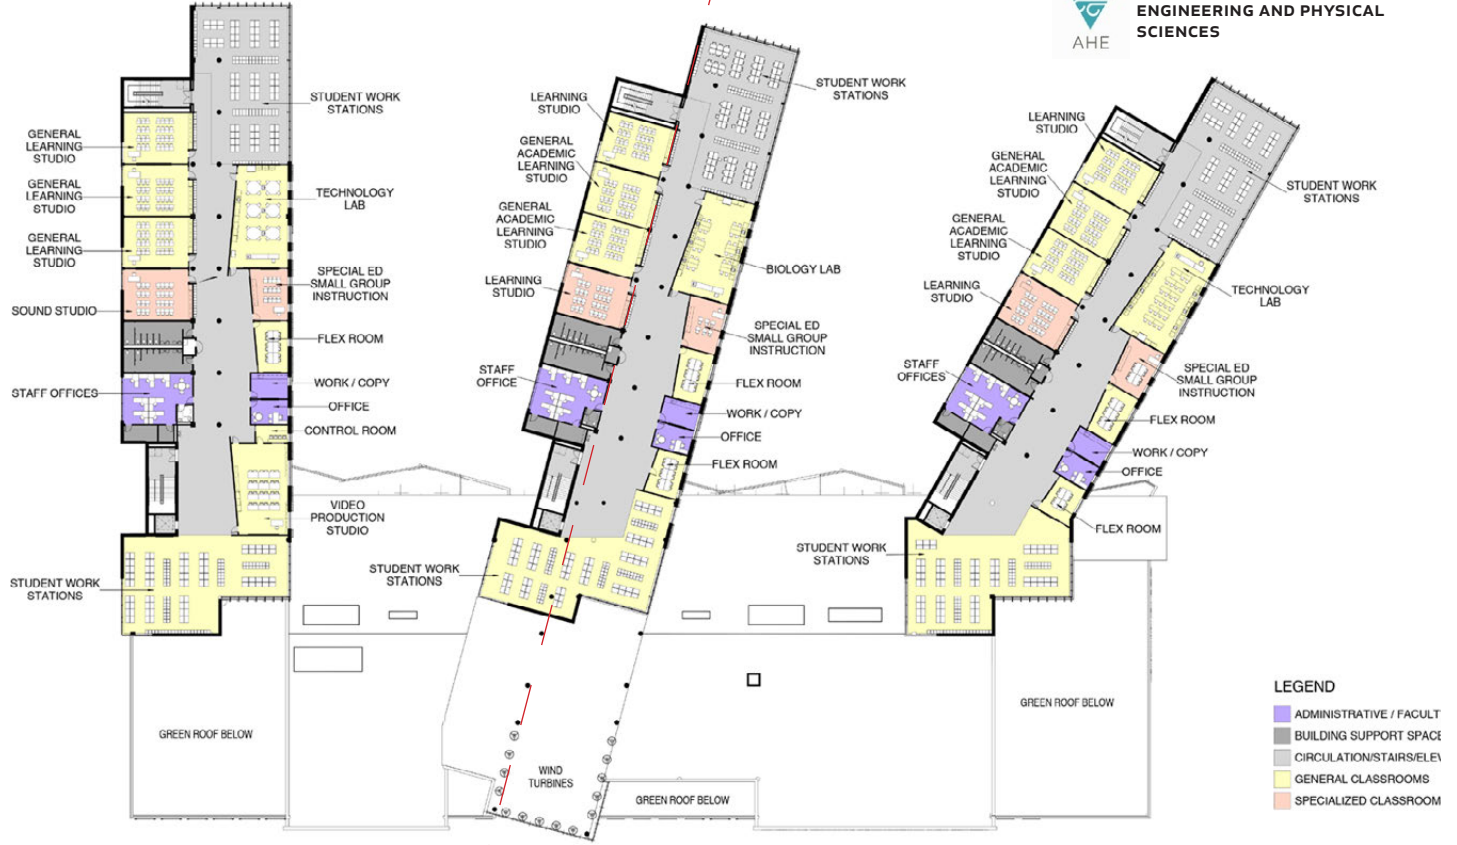 AHE
ENGINEERING AND PHYSICAL
SCIENCES
STUDENT WORK
STATIONS
GENERAL
LEARNING
STUDIO
GENERAL
LEARNING
STUDIO
TECHNOLOGY
LAB
GENERAL
LEARNING
STUDIO
SPECIAL ED
SMALL GROUP
INSTRUCTION
SOUND STUDIO
FLEX ROOM
STAFF OFFICES
WORK / COPY
OFFICE
CONTROL ROOM
VIDEO
PRODUCTION
STUDIO
STUDENT WORK
STATIONS
GREEN ROOF BELOW
STUDENT WORK
STATIONS
LEARNING
STUDIO
GENERAL
ACADEMIC
LEARNING
STUDIO
GENERAL
ACADEMIC
LEARNING
STUDIO
BIOLOGY LAB
LEARNING
STUDIO
SPECIAL ED
SMALL GROUP
INSTRUCTION
STAFF
OFFICE
FLEX ROOM
WORK / COPY
OFFICE
FLEX ROOM
STUDENT WORK
STATIONS
WIND
TURBINES
GREEN ROOF BELOW
LEARNING
STUDIO
GENERAL
ACADEMIC
LEARNING
STUDIO
STUDENT WORK
STATIONS
GENERAL
ACADEMIC
LEARNING
STUDIO
LEARNING
STUDIO
TECHNOLOGY
LAB
STAFF
OFFICES
SPECIAL ED
SMALL GROUP
INSTRUCTION
FLEX ROOM
WORK / COPY
OFFICE
FLEX ROOM
STUDENT WORK
STATIONS
GREEN ROOF BELOW
LEGEND
ADMINISTRATIVE / FACULT
BUILDING SUPPORT SPACE
CIRCULATION/STAIRS/ELEV
GENERAL CLASSROOMS
SPECIALIZED CLASSROOM